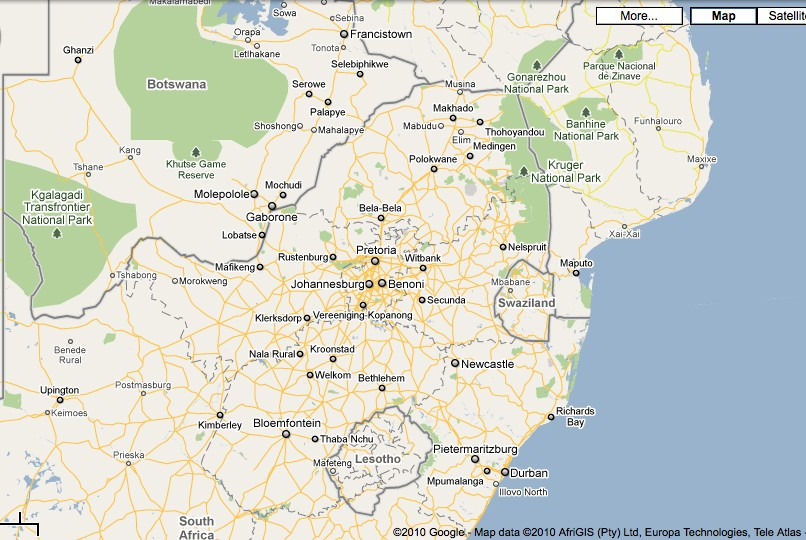 Makalamabedi
Sowa
Sebina
Orapa
Francistown
Letlhakane
Tonota
Ghanzi
Selebiphikwe
More...
Map
Satellit
Parque Nacional
de Zinave
Gonarezhou
National Park
Botswana
Serowe
Palapye
Musina
Makhado
Banhine
National Park
Funhalouro
Shoshong
Mahalapye
Mabudu
Thohoyandou
Elim
Medingen
Kang
Khutse Game
Reserve
Tshane
Polokwane
Kruger
National Park
Maxixe
Kgalagadi
Transfrontier
National Park
Molepolole
Mochudi
Gaborone
Bela-Bela
Lobatse
Xai-Xai
Nelspruit
Pretoria
Rustenburg
Witbank
Mafikeng
Maputo
Tshabong
Morokweng
Johannesburg
Benoni
Mbabane
Swaziland
Secunda
Klerksdorp
Vereeniging-Kopanong
Benede
Rural
Nala Rural
Kroonstad
Newcastle
Welkom
Bethlehem
Upington
Postmasburg
Keimoes
Kimberley
Richards
Bay
Bloemfontein
Thaba Nchu
Pietermaritzburg
Prieska
Mafeteng
Lesotho
Mpumalanga
Durban
Illovo North
South
Africa
©2010 Google - Map data ©2010 AfriGIS (Pty) Ltd, Europa Technologies, Tele Atlas -